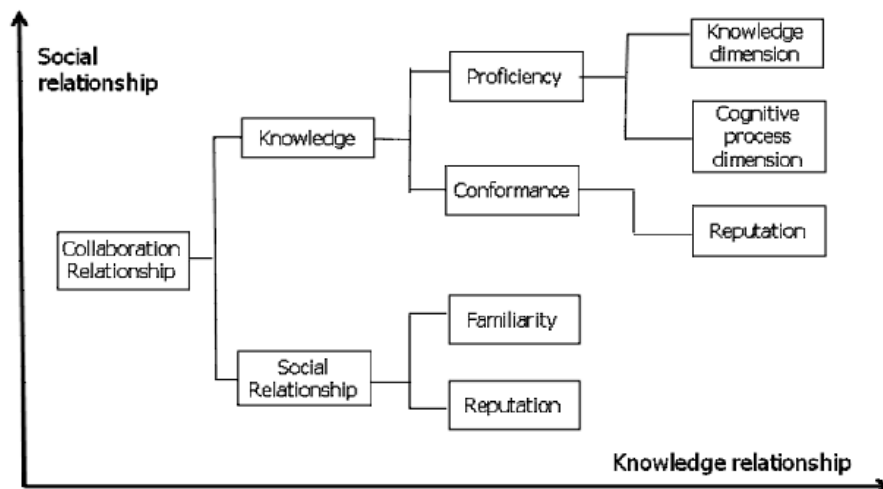 Social
relationship
Knowledge
dimension
Proficiency
Cognitive
process
dimension
Knowledge
Conformance
Reputation
Collaboration
Relationship
Familiarity
Social
Relationship
Reputation
Knowledge relationship